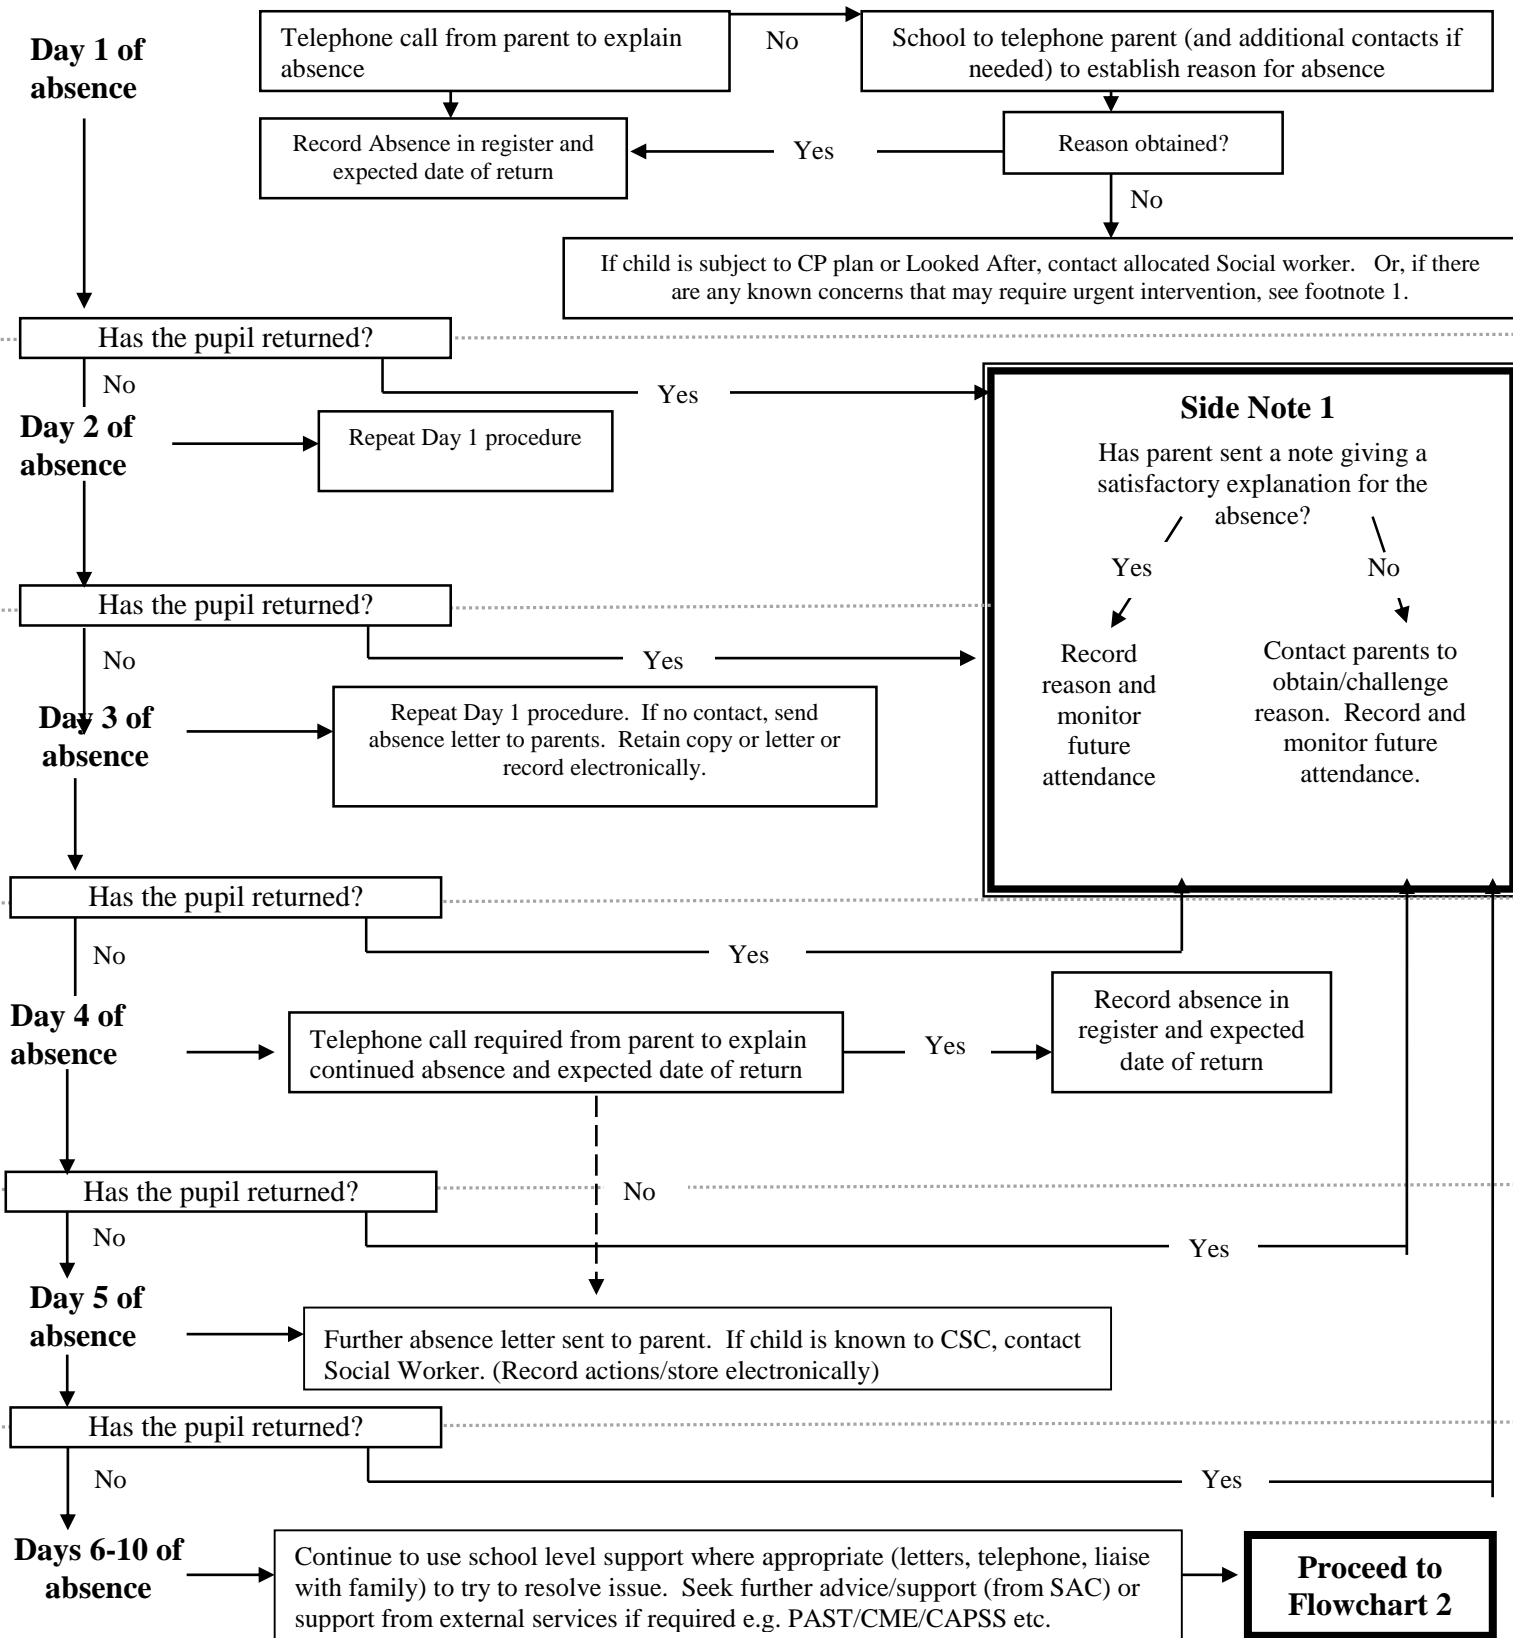 Day 1 of
absence
Telephone call from parent to explain
absence
No
School to telephone parent (and additional contacts if
needed) to establish reason for absence
Record Absence in register and
expected date of return
Yes
Reason obtained?
No
If child is subject to CP plan or Looked After, contact allocated Social worker.   Or, if there
are any known concerns that may require urgent intervention, see footnote 1.
Has the pupil returned?
No
Yes
Day 2 of
absence
Repeat Day 1 procedure
Side Note 1
Has parent sent a note giving a
satisfactory explanation for the
absence?
Yes
No
Record
reason and
monitor
future
attendance
Contact parents to
obtain/challenge
reason.  Record and
monitor future
attendance.
Has the pupil returned?
No
Yes
Day 3 of
absence
Repeat Day 1 procedure.  If no contact, send
absence letter to parents.  Retain copy or letter or
record electronically.
Has the pupil returned?
No
Yes
Day 4 of
absence
Telephone call required from parent to explain
continued absence and expected date of return
Yes
Record absence in
register and expected
date of return
Has the pupil returned?
No
No
Yes
Day 5 of
absence
Further absence letter sent to parent.  If child is known to CSC, contact
Social Worker. (Record actions/store electronically)
Has the pupil returned?
No
Yes
Days 6-10 of
absence
Continue to use school level support where appropriate (letters, telephone, liaise
with family) to try to resolve issue.  Seek further advice/support (from SAC) or
support from external services if required e.g. PAST/CME/CAPSS etc.
Proceed to
Flowchart 2